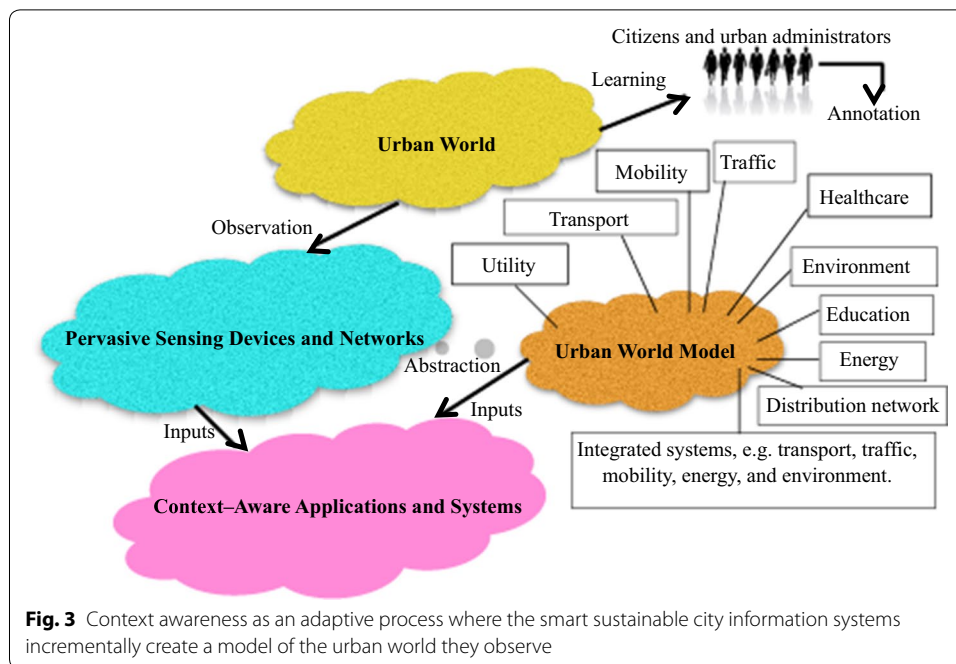 Citizens and urban administrators
Learning
Annotation
Urban World
Traffic
Mobility
Healthcare
Transport
Observation
Environment
Utility
Education
Pervasive Sensing Devices and Networks
Urban World Model
Energy
Abstraction
Distribution network
Inputs
Inputs
Integrated systems, e.g. transport, traffic,
mobility, energy, and environment.
Context–Aware Applications and Systems
Fig. 3 Context awareness as an adaptive process where the smart sustainable city information systems
incrementally create a model of the urban world they observe